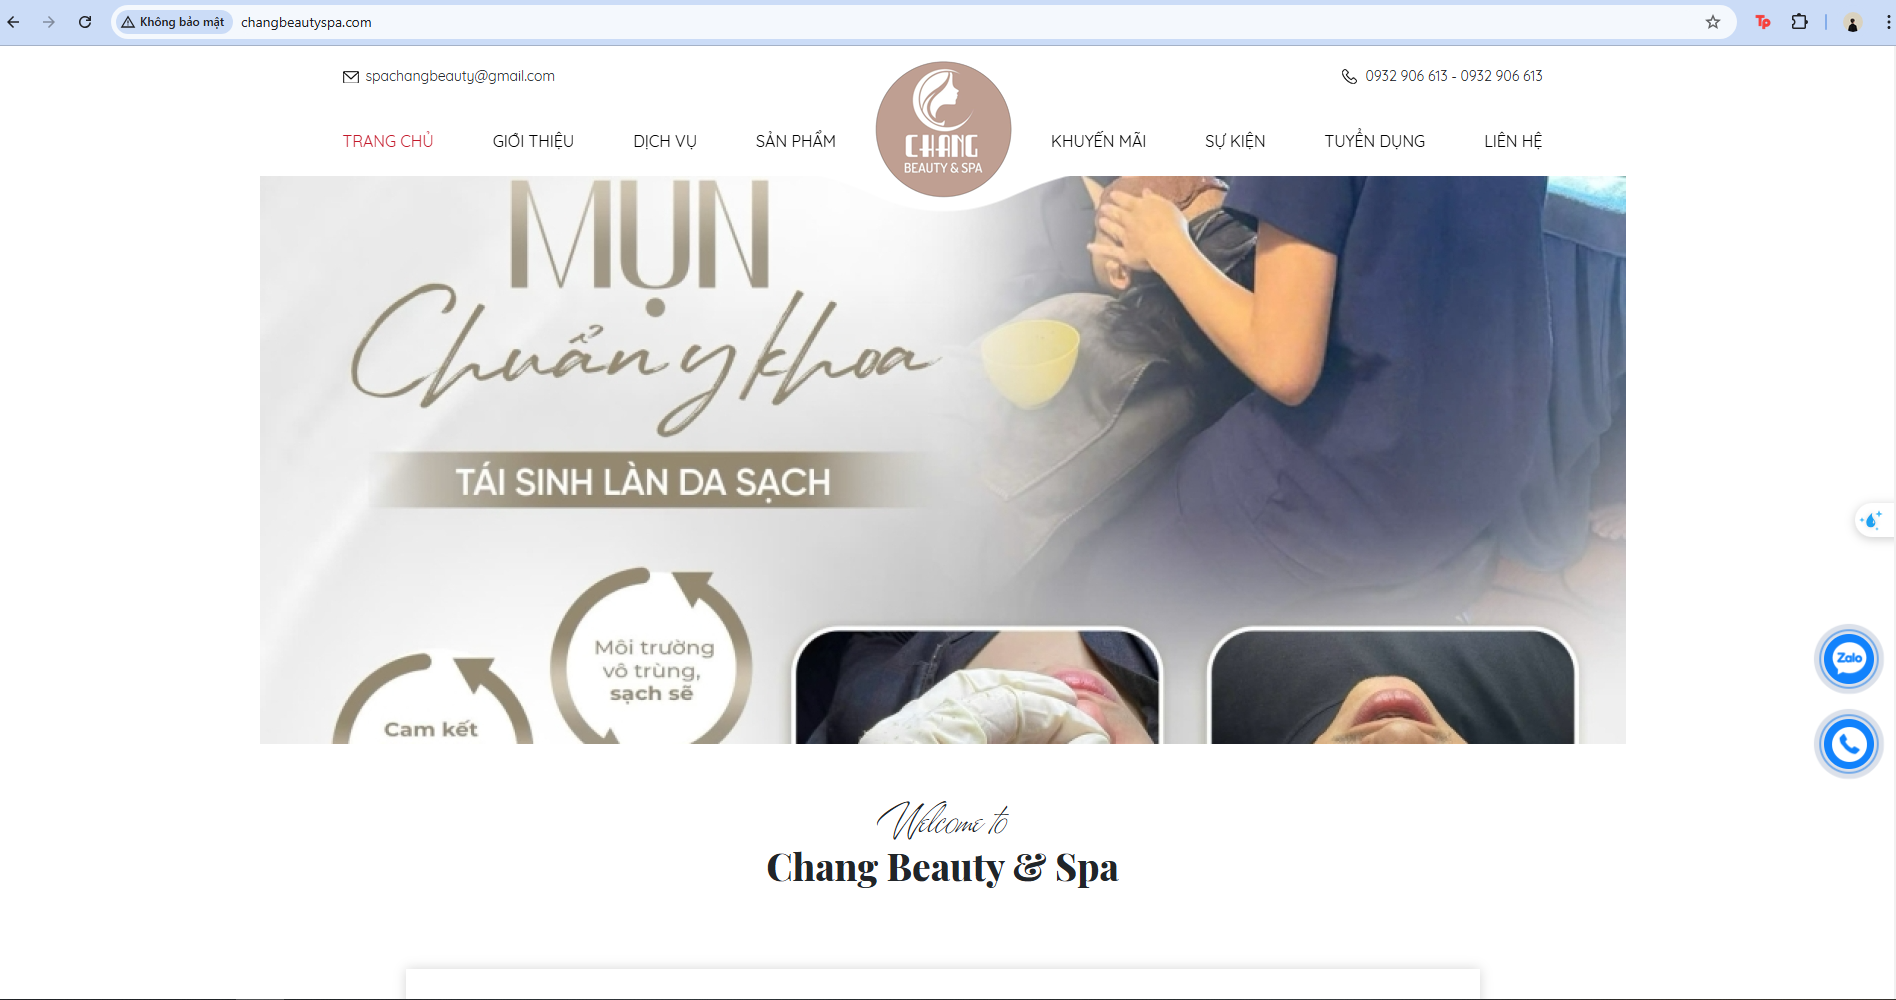 Không bảo mật
changbeautyspa.com
Tp
spachangbeauty@gmail.com
0932 906 613 - 0932 906 613
TRANG CHỦ
GIỚI THIỆU
DỊCH VỤ
SẢN PHẨM
CHANG
BEAUTY & SPA
KHUYẾN MÃI
SỰ KIỆN
TUYỂN DỤNG
LIÊN HỆ
MỤN
Chuẩn y khoa
TÁI SINH LÀN DA SẠCH
Môi trường
vô trùng,
sạch sẽ
Cam kết
Zalo
Welcome to
Chang Beauty & Spa